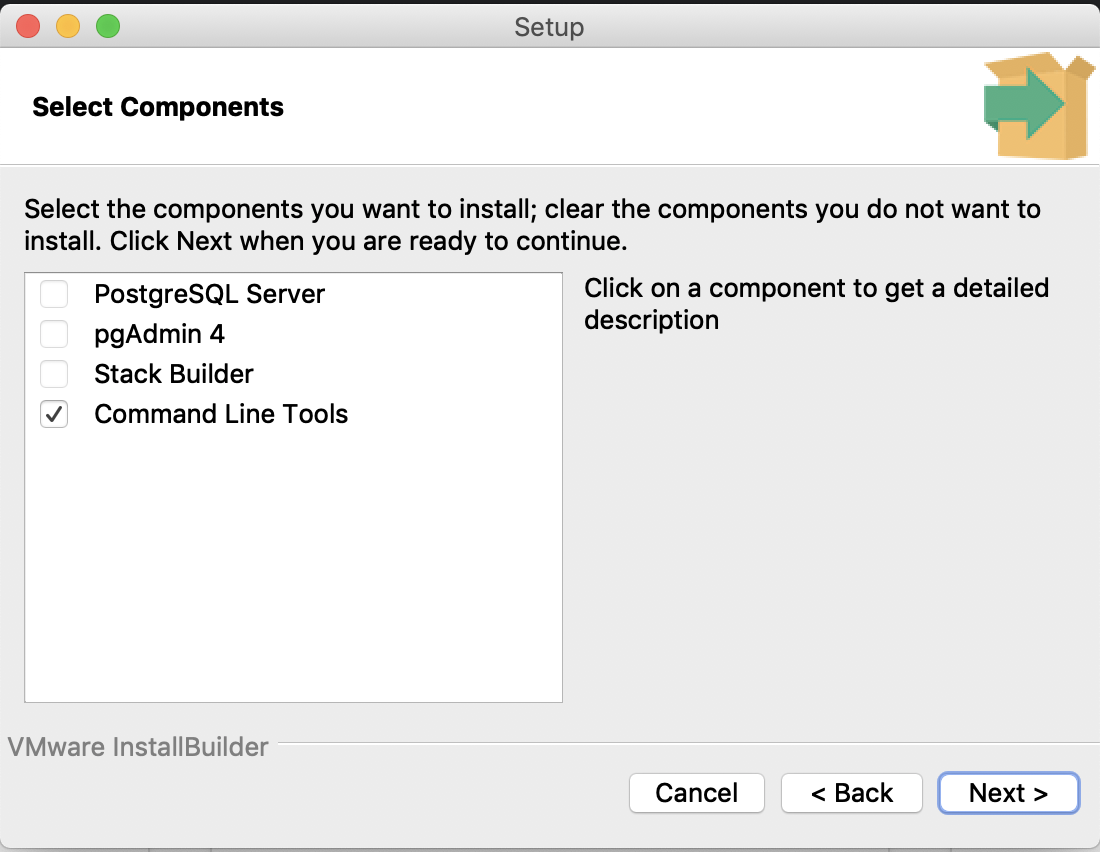 Setup
Select Components
Select the components you want to install; clear the components you do not want to
install. Click Next when you are ready to continue.
PostgreSQL Server
pgAdmin 4
Stack Builder
Command Line Tools
Click on a component to get a detailed
description
VMware InstallBuilder
Cancel
< Back
Next >